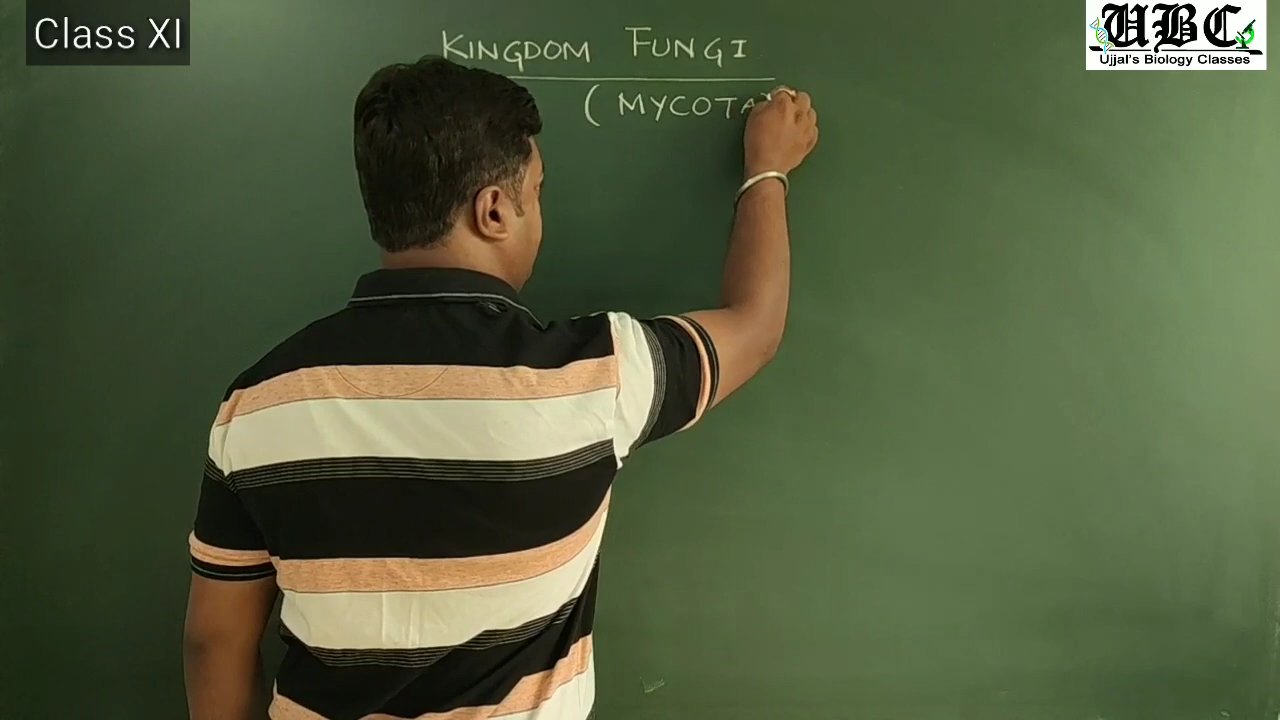 Class XI
UBC
Ujjal's Biology Classes
KINGDOM FUNGI
( MYCOTA